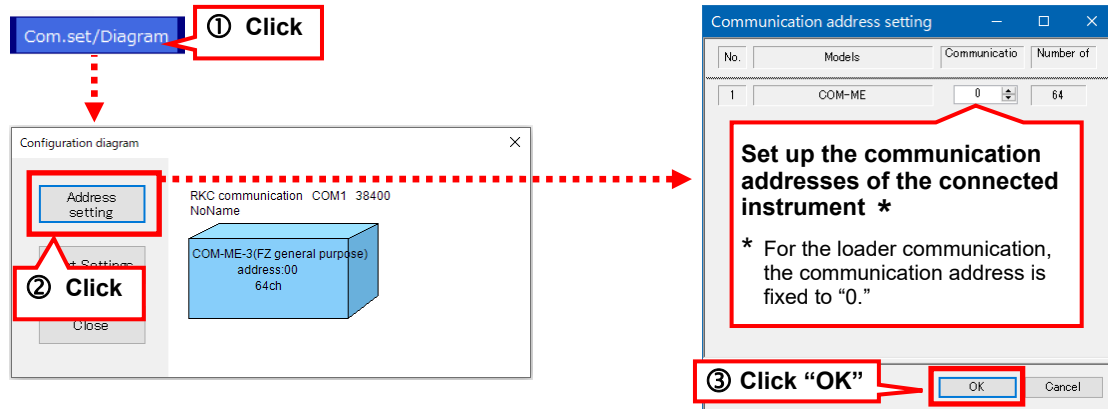 Com.set/Diagram
① Click
Configuration diagram
Address
setting
RKC communication COM1 38400
NoName
COM-ME-3(FZ general purpose)
address:00
64ch
Settings
② Click
Close
Communication address setting
No. Models Communicatio Number of
1 COM-ME 0 64
Set up the communication
addresses of the connected
instrument *
* For the loader communication,
the communication address is
fixed to “0.”
③ Click “OK”
OK Cancel